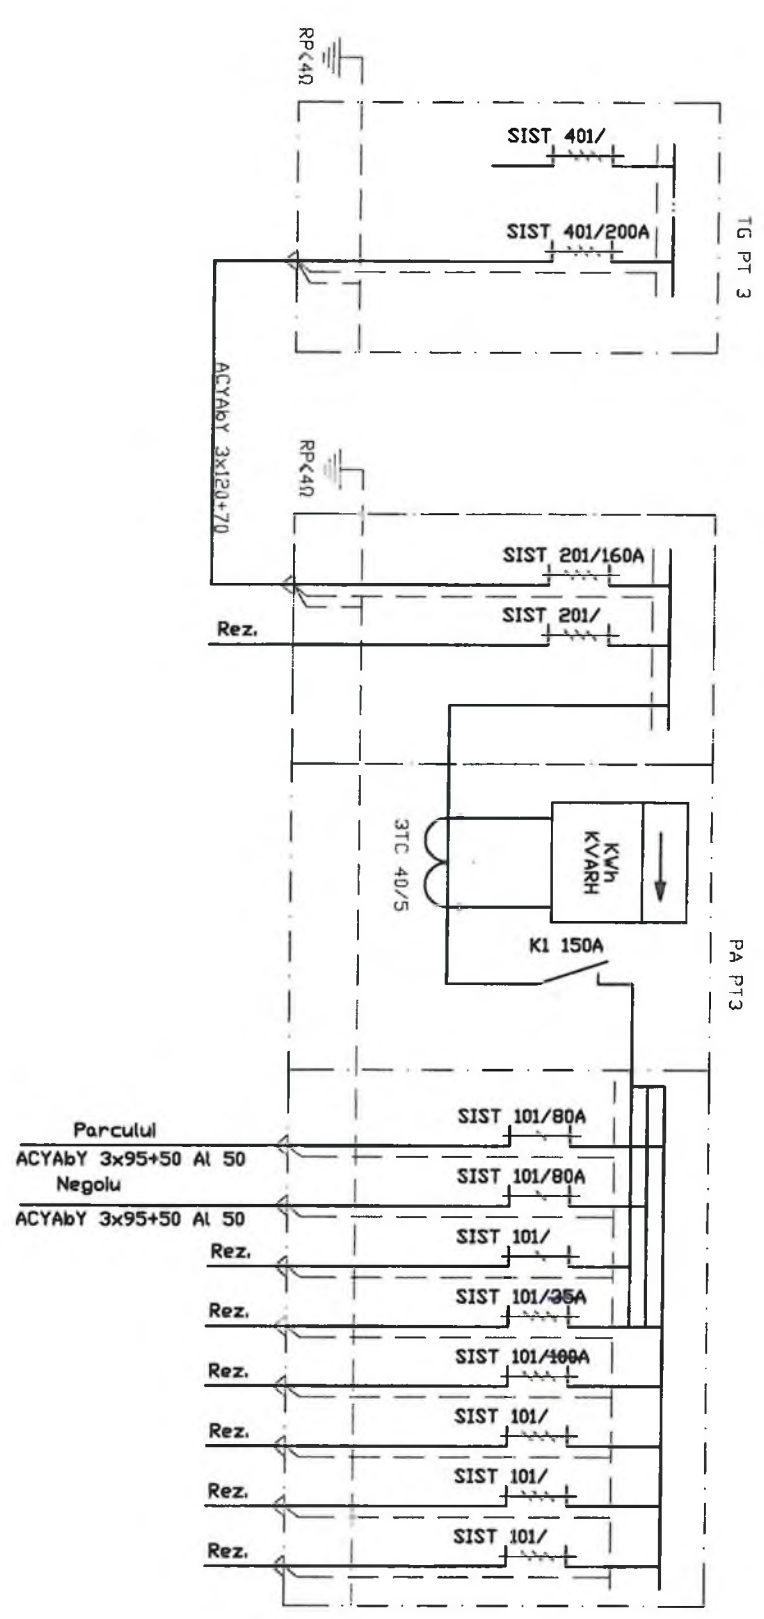 RP<4Ω
SIST 401/
SIST 401/200A
TG PT 3
ACYAbY 3x120+70
RP<4Ω
SIST 201/160A
SIST 201/
Rez.
3TC 40/5
KWh
KVARH
K1 150A
PA PT3
SIST 101/80A
Parcului
ACYAbY 3x95+50 Al 50
SIST 101/80A
Negoiu
ACYAbY 3x95+50 Al 50
SIST 101/
Rez.
SIST 101/35A
Rez.
SIST 101/100A
Rez.
SIST 101/
Rez.
SIST 101/
Rez.
SIST 101/
Rez.